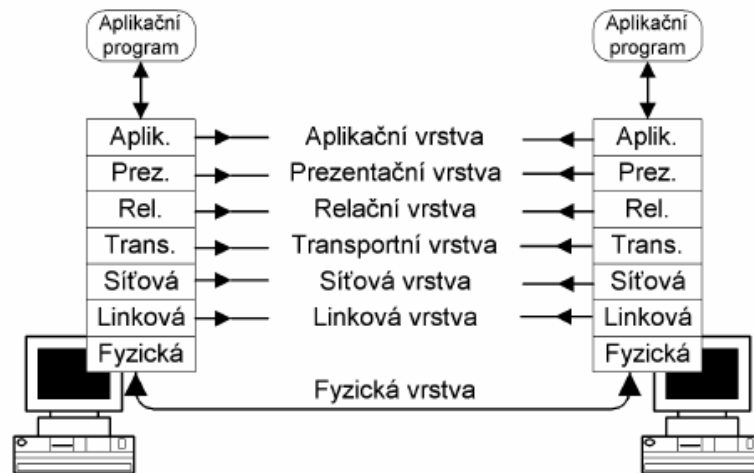 Aplikační
program
Aplikační
program
Aplik.
Aplikační vrstva
Aplik.
Prez.
Prezentační vrstva
Prez.
Rel.
Relační vrstva
Rel.
Trans.
Transportní vrstva
Trans.
Síťová
Síťová vrstva
Síťová
Linková
Linková vrstva
Linková
Fyzická
Fyzická
Fyzická vrstva